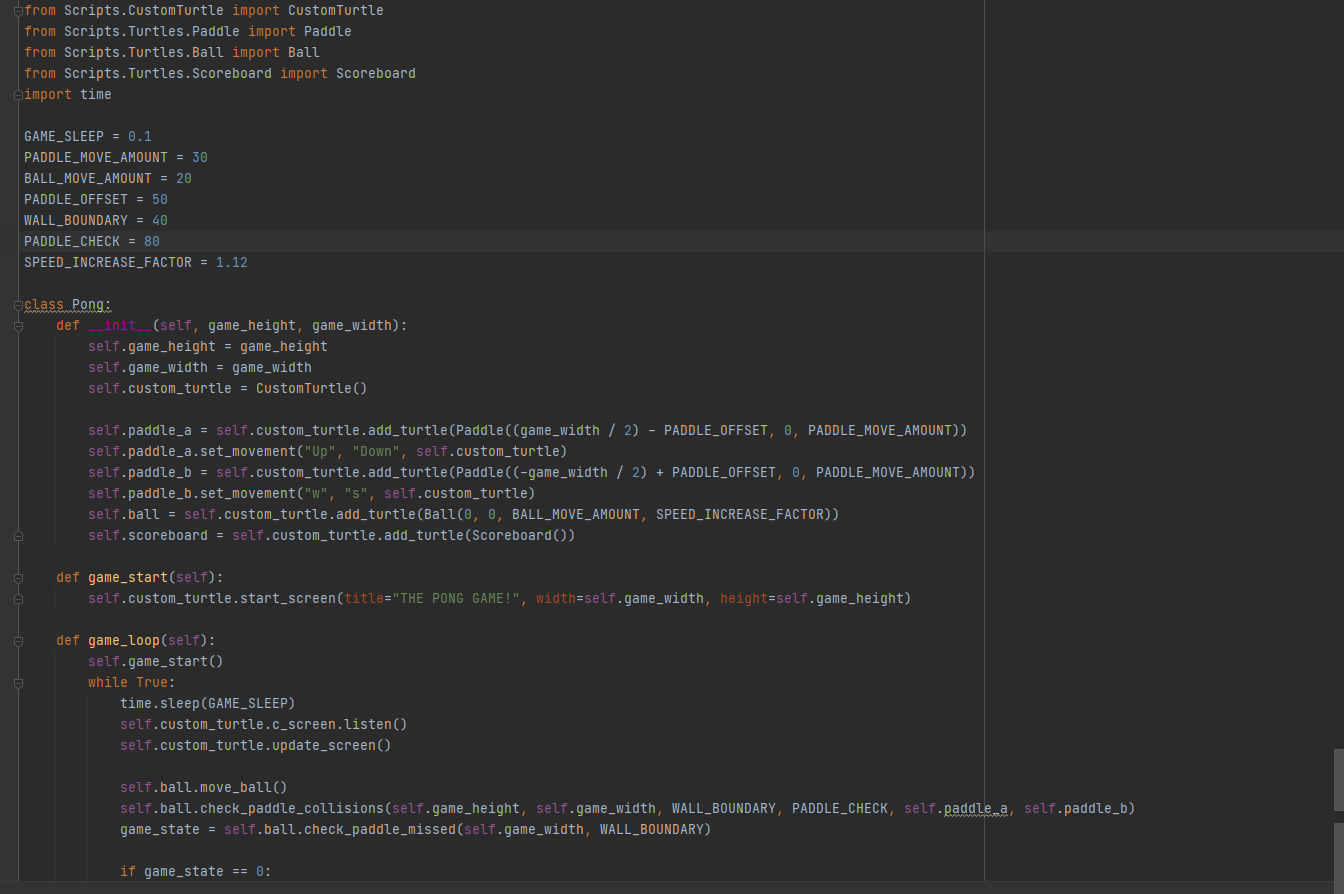 from Scripts.CustomTurtle import CustomTurtle
from Scripts.Turtles.Paddle import Paddle
from Scripts.Turtles.Ball import Ball
from Scripts.Turtles.Scoreboard import Scoreboard
import time

GAME_SLEEP = 0.1
PADDLE_MOVE_AMOUNT = 30
BALL_MOVE_AMOUNT = 20
PADDLE_OFFSET = 50
WALL_BOUNDARY = 40
PADDLE_CHECK = 80
SPEED_INCREASE_FACTOR = 1.12

class Pong:
    def __init__(self, game_height, game_width):
        self.game_height = game_height
        self.game_width = game_width
        self.custom_turtle = CustomTurtle()

        self.paddle_a = self.custom_turtle.add_turtle(Paddle((game_width / 2) - PADDLE_OFFSET, 0, PADDLE_MOVE_AMOUNT))
        self.paddle_a.set_movement("Up", "Down", self.custom_turtle)
        self.paddle_b = self.custom_turtle.add_turtle(Paddle((-game_width / 2) + PADDLE_OFFSET, 0, PADDLE_MOVE_AMOUNT))
        self.paddle_b.set_movement("w", "s", self.custom_turtle)
        self.ball = self.custom_turtle.add_turtle(Ball(0, 0, BALL_MOVE_AMOUNT, SPEED_INCREASE_FACTOR))
        self.scoreboard = self.custom_turtle.add_turtle(Scoreboard())

    def game_start(self):
        self.custom_turtle.start_screen(title="THE PONG GAME!", width=self.game_width, height=self.game_height)

    def game_loop(self):
        self.game_start()
        while True:
            time.sleep(GAME_SLEEP)
            self.custom_turtle.c_screen.listen()
            self.custom_turtle.update_screen()

            self.ball.move_ball()
            self.ball.check_paddle_collisions(self.game_height, self.game_width, WALL_BOUNDARY, PADDLE_CHECK, self.paddle_a, self.paddle_b)
            game_state = self.ball.check_paddle_missed(self.game_width, WALL_BOUNDARY)

            if game_state == 0: